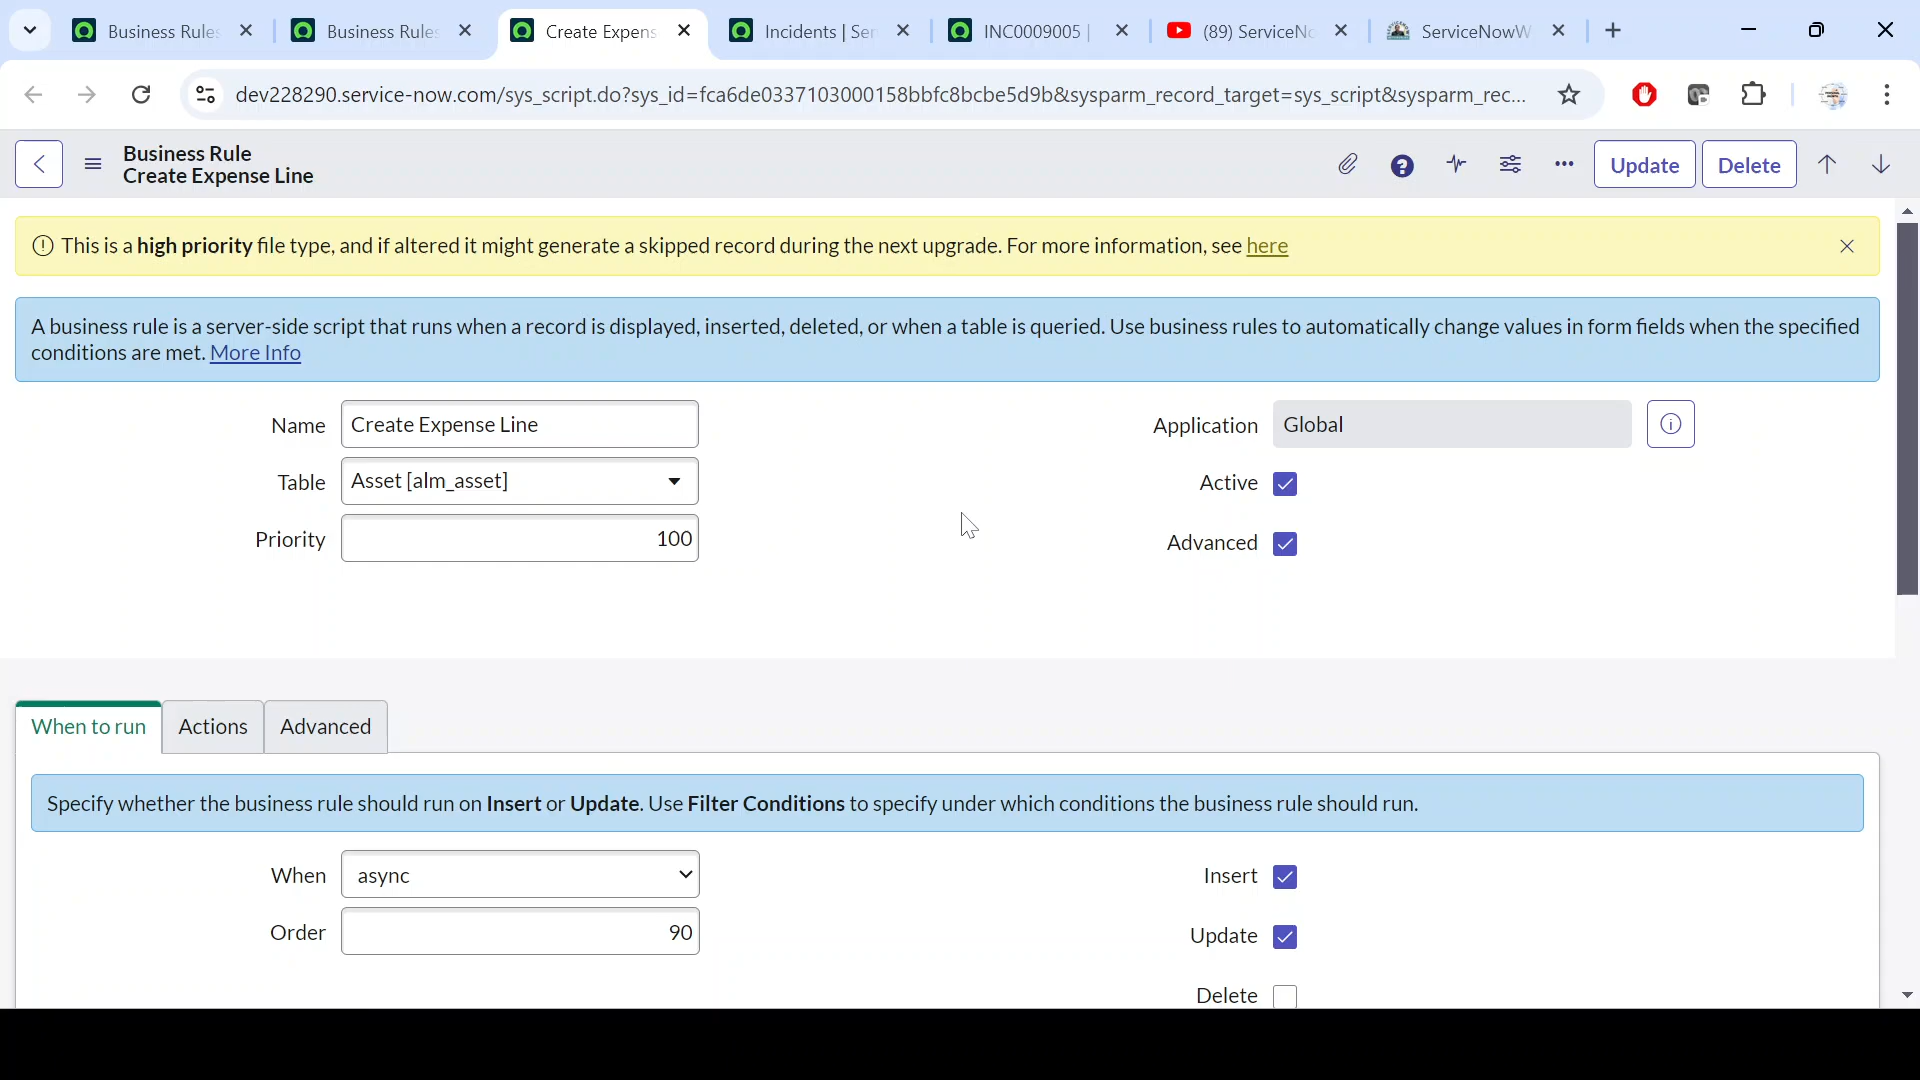 Business Rules
Business Rules
Create Expens
Incidents | Ser
INC0009005 |
(89) ServiceNo
ServiceNowW
dev228290.service-now.com/sys_script.do?sys_id=fca6de0337103000158bbfc8bcbe5d9b&sysparm_record_target=sys_script&sysparm_rec...
Business Rule
Create Expense Line
Update
Delete
This is a high priority file type, and if altered it might generate a skipped record during the next upgrade. For more information, see here
A business rule is a server-side script that runs when a record is displayed, inserted, deleted, or when a table is queried. Use business rules to automatically change values in form fields when the specified
conditions are met. More Info
Name Create Expense Line
Application Global
Table Asset [alm_asset]
Active
Priority 100
Advanced
When to run
Actions
Advanced
Specify whether the business rule should run on Insert or Update. Use Filter Conditions to specify under which conditions the business rule should run.
When async
Insert
Order 90
Update
Delete